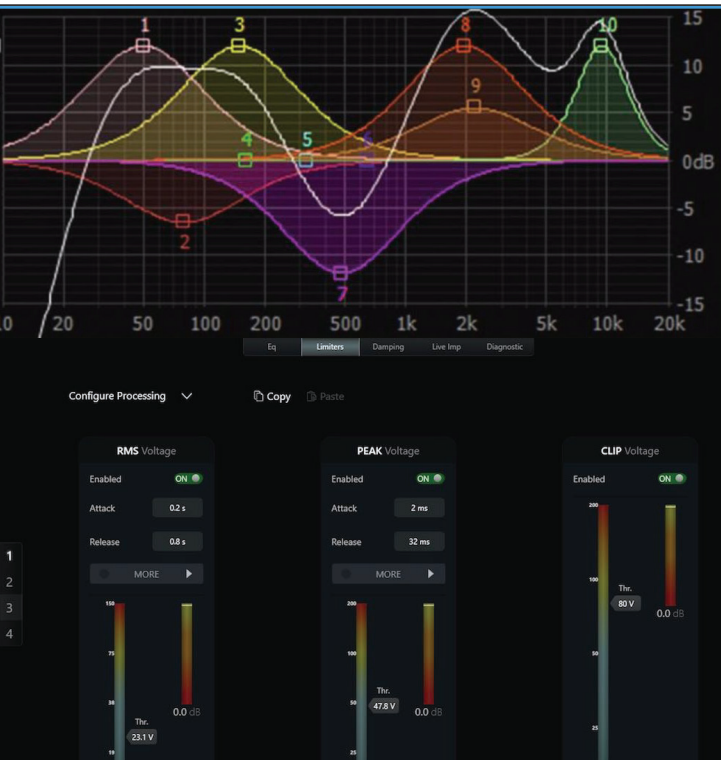 1 3 8 10
15
10
9
5
4 5 6
0dB
-5
2
-10
7
-15
20 50 100 200 500 1k 2k 5k 10k 20k
Eq Limiters Damping Live Imp Diagnostic
Configure Processing Copy Paste
RMS Voltage PEAK Voltage CLIP Voltage
Enabled ON Enabled ON Enabled ON
Attack 0.2 s Attack 2 ms
200
Release 0.8 s Release 32 ms
1
MORE MORE
2
100
Thr.
3
150 200 80 V
0.0 dB
4
75 100 50
Thr.
50 47.8 V
38
0.0 dB 0.0 dB
Thr.
25
23.1 V
19 25